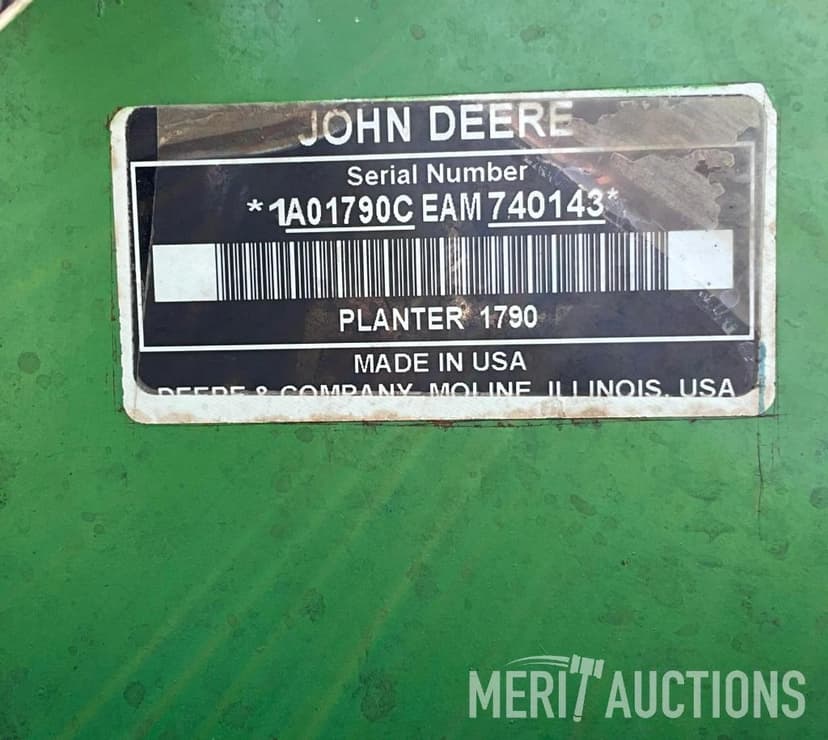 JOHN DEERE
Serial Number
*1A01790C EAM 740143*
PLANTER 1790
MADE IN USA
DEERE & COMPANY, MOLINE, ILLINOIS, USA
MERIT AUCTIONS